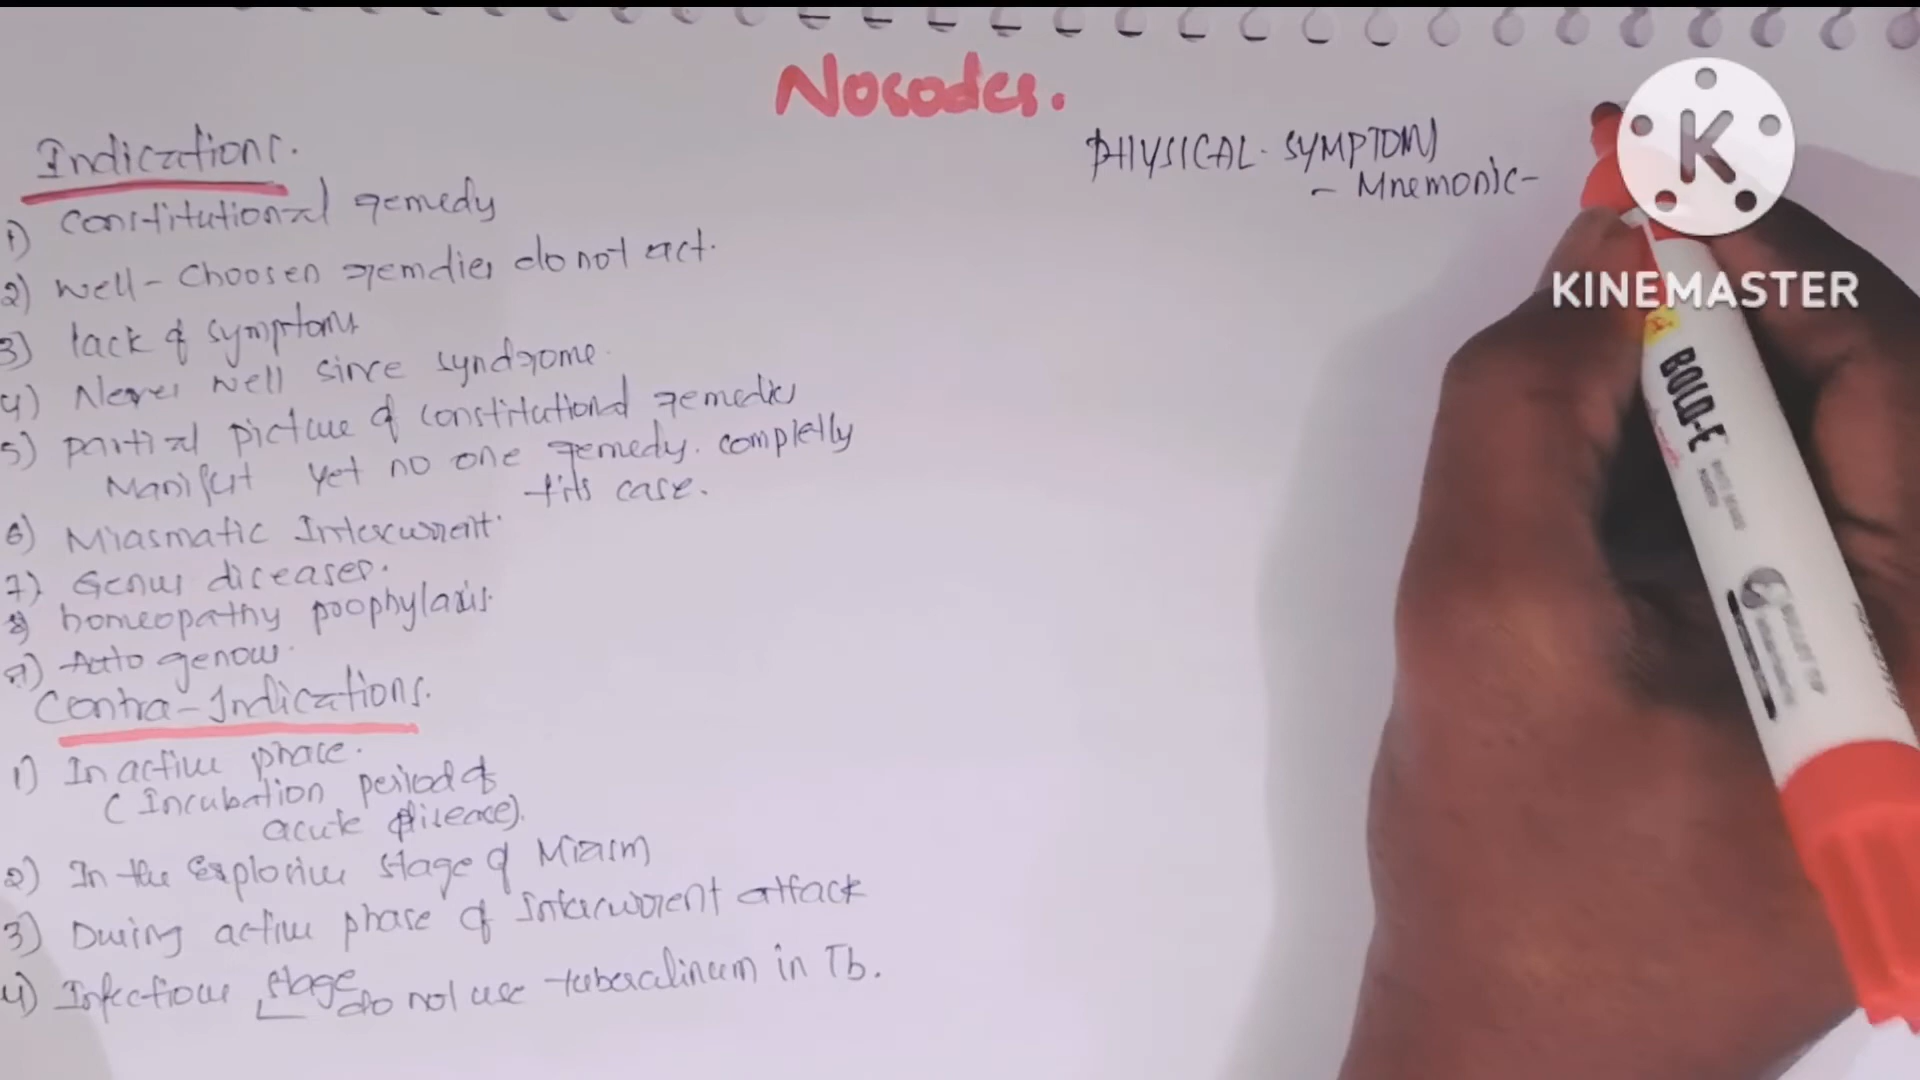 Nosodes.
Indications.
1) Constitutional remedy
2) Well-Choosen remdies do not act.
3) lack of symptoms
4) Never well since syndrome.
5) partial picture of constitutional remedies
Manifest yet no one remedy. completly
fits case.
6) Miasmatic Intercurrent.
7) Genus diseases.
8) homeopathy prophylaxis.
9) Auto genous.
Contra-Indications.
1) In active phase.
(Incubation period of
acute disease).
2) In the Explosive stage of Miasm
3) During active phase of Intercurrent attack
4) Infectious stage
do not use tuberculinum in Tb.
PHYSICAL. SYMPTOMS
- Mnemonic-
K
KINEMASTER
BOLD-E